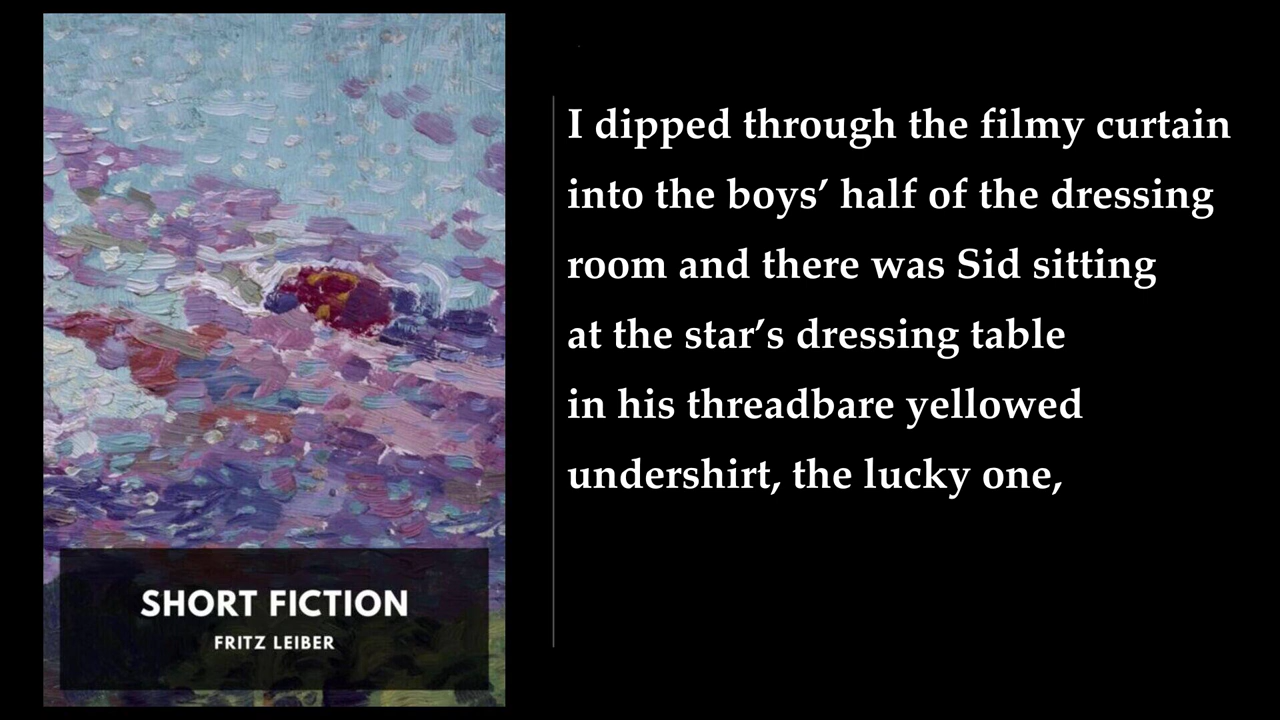 I dipped through the filmy curtain
into the boys’ half of the dressing
room and there was Sid sitting
at the star’s dressing table
in his threadbare yellowed
undershirt, the lucky one,
SHORT FICTION
FRITZ LEIBER